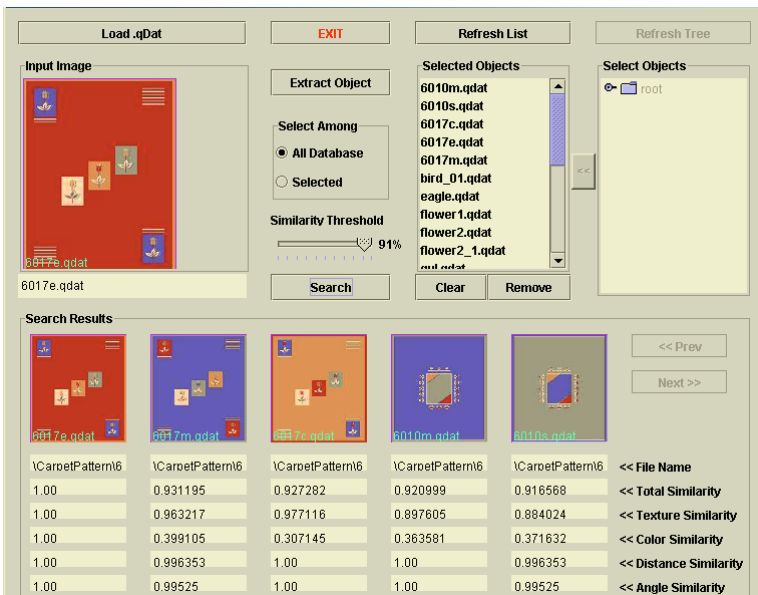 Load .qDat EXIT Refresh List Refresh Tree
Input Image
6017e.qdat
6017e.qdat
Extract Object
Select Among
All Database
Selected
Similarity Threshold
91%
Search
Selected Objects
6010m.qdat
6010s.qdat
6017c.qdat
6017e.qdat
6017m.qdat
bird_01.qdat
eagle.qdat
flower1.qdat
flower2.qdat
flower2_1.qdat
gul.qdat
Clear Remove
<<
Select Objects
root
Search Results
6017e.qdat 6017m.qdat 6017c.qdat 6010m.qdat 6010s.qdat
<< Prev
Next >>
\CarpetPattern\6 \CarpetPattern\6 \CarpetPattern\6 \CarpetPattern\6 \CarpetPattern\6 << File Name
1.00 0.931195 0.927282 0.920999 0.916568 << Total Similarity
1.00 0.963217 0.977116 0.897605 0.884024 << Texture Similarity
1.00 0.399105 0.307145 0.363581 0.371632 << Color Similarity
1.00 0.996353 1.00 1.00 0.996353 << Distance Similarity
1.00 0.99525 1.00 1.00 0.99525 << Angle Similarity